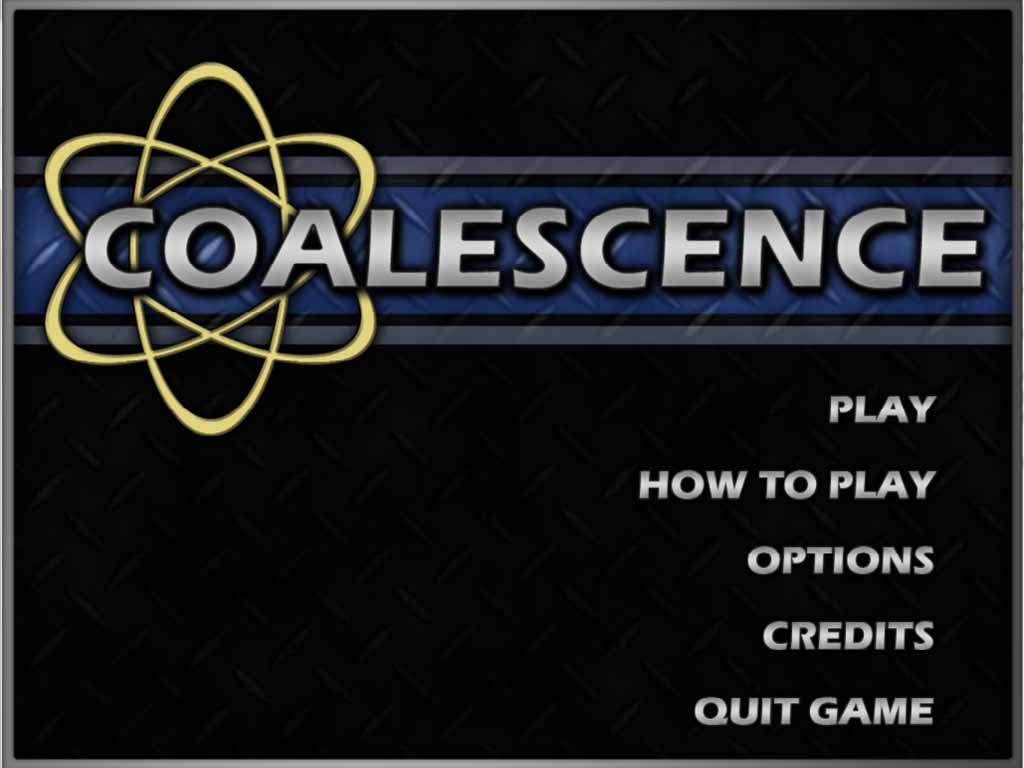 COALESCENCE
PLAY
HOW TO PLAY
OPTIONS
CREDITS
QUIT GAME